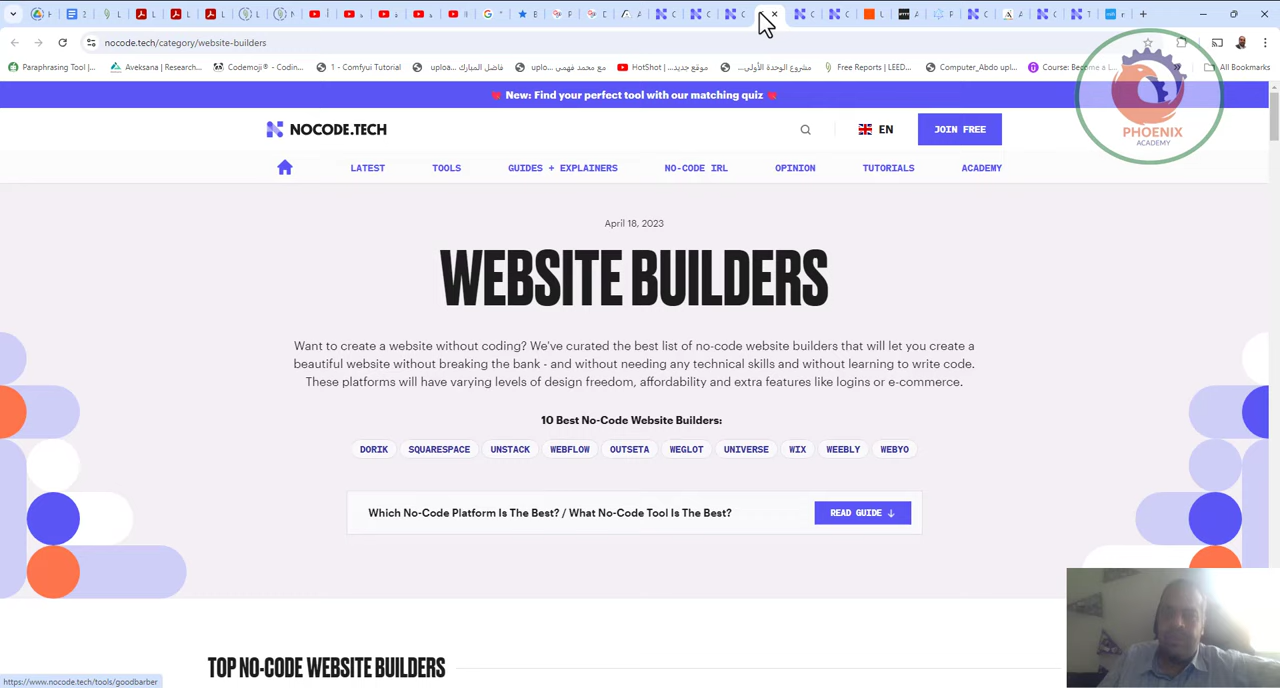 nocode.tech/category/website-builders
Paraphrasing Tool |... Aveksana | Research... Codemoji® - Codin... 1 - Comfyui Tutorial uploa... فاضل المبارك uplo... مع محمد فهمي HotShot | موقع جديد... مشروع الوحدة الأولى... Free Reports | LEED... Computer_Abdo upl... Course: Become a L... All Bookmarks
New: Find your perfect tool with our matching quiz
NOCODE.TECH EN JOIN FREE
PHOENIX
ACADEMY
LATEST TOOLS GUIDES + EXPLAINERS NO-CODE IRL OPINION TUTORIALS ACADEMY
April 18, 2023
WEBSITE BUILDERS
Want to create a website without coding? We've curated the best list of no-code website builders that will let you create a
beautiful website without breaking the bank - and without needing any technical skills and without learning to write code.
These platforms will have varying levels of design freedom, affordability and extra features like logins or e-commerce.
10 Best No-Code Website Builders:
DORIK SQUARESPACE UNSTACK WEBFLOW OUTSETA WEGLOT UNIVERSE WIX WEEBLY WEBYO
Which No-Code Platform Is The Best? / What No-Code Tool Is The Best? READ GUIDE ↓
TOP NO-CODE WEBSITE BUILDERS
https://www.nocode.tech/tools/goodbarber